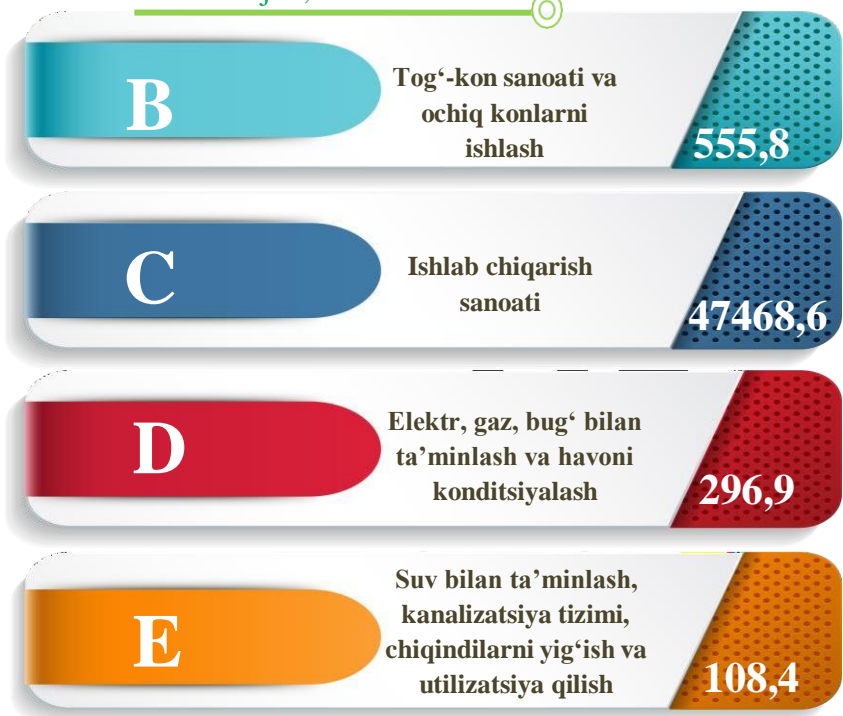 B
Tog‘-kon sanoati va
ochiq konlarni
ishlash
555,8
C
Ishlab chiqarish
sanoati
47468,6
D
Elektr, gaz, bug‘ bilan
ta’minlash va havoni
konditsiyalash
296,9
E
Suv bilan ta’minlash,
kanalizatsiya tizimi,
chiqindilarni yig‘ish va
utilizatsiya qilish
108,4